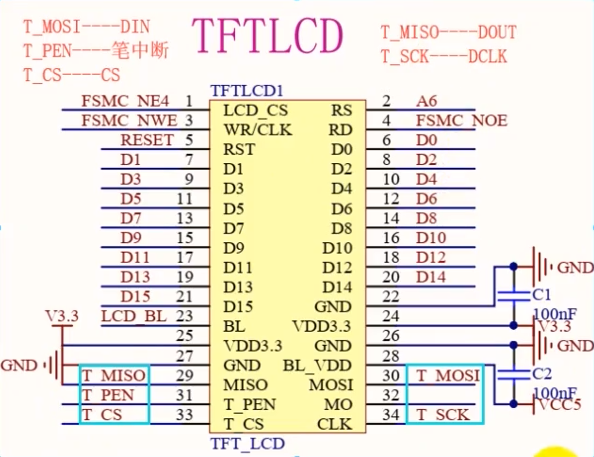 T_MOSI----DIN
T_PEN----笔中断
T_CS----CS
TFTLCD
T_MISO----DOUT
T_SCK----DCLK
TFTLCD1
FSMC_NE4 1 LCD_CS RS 2 A6
FSMC_NWE 3 WR/CLK RD 4 FSMC_NOE
RESET 5 RST D0 6 D0
D1 7 D1 D2 8 D2
D3 9 D3 D4 10 D4
D5 11 D5 D6 12 D6
D7 13 D7 D8 14 D8
D9 15 D9 D10 16 D10
D11 17 D11 D12 18 D12
D13 19 D13 D14 20 D14
D15 21 D15 GND 22
LCD_BL 23 BL VDD3.3 24
25 VDD3.3 GND 26
27 GND BL_VDD 28
T_MISO 29 MISO MOSI 30 T_MOSI
T_PEN 31 T_PEN MO 32
T_CS 33 T_CS CLK 34 T_SCK
TFT_LCD
V3.3
GND
GND
C1
100nF
V3.3
GND
C2
100nF
VCC5